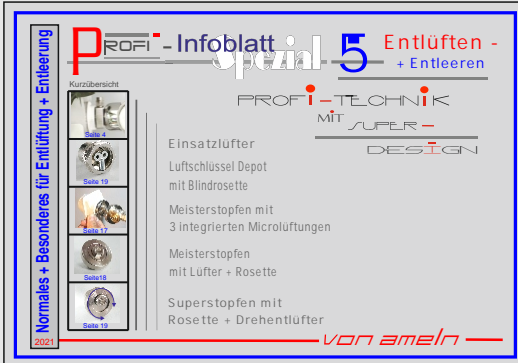 PROFI - Infoblatt
Spezial
5
Entlüften -
+ Entleeren
Kurzübersicht
PROFi-TECHNiK
MiT
SUPER-
DESiGN
Normales + Besonderes für Entlüftung + Entleerung
2021
Seite 4
Seite 19
Seite 17
Seite18
Seite 19
Einsatzlüfter
Luftschlüssel Depot
mit Blindrosette
Meisterstopfen mit
3 integrierten Microlüftungen
Meisterstopfen
mit Lüfter + Rosette
Superstopfen mit
Rosette + Drehentlüfter
von ameln